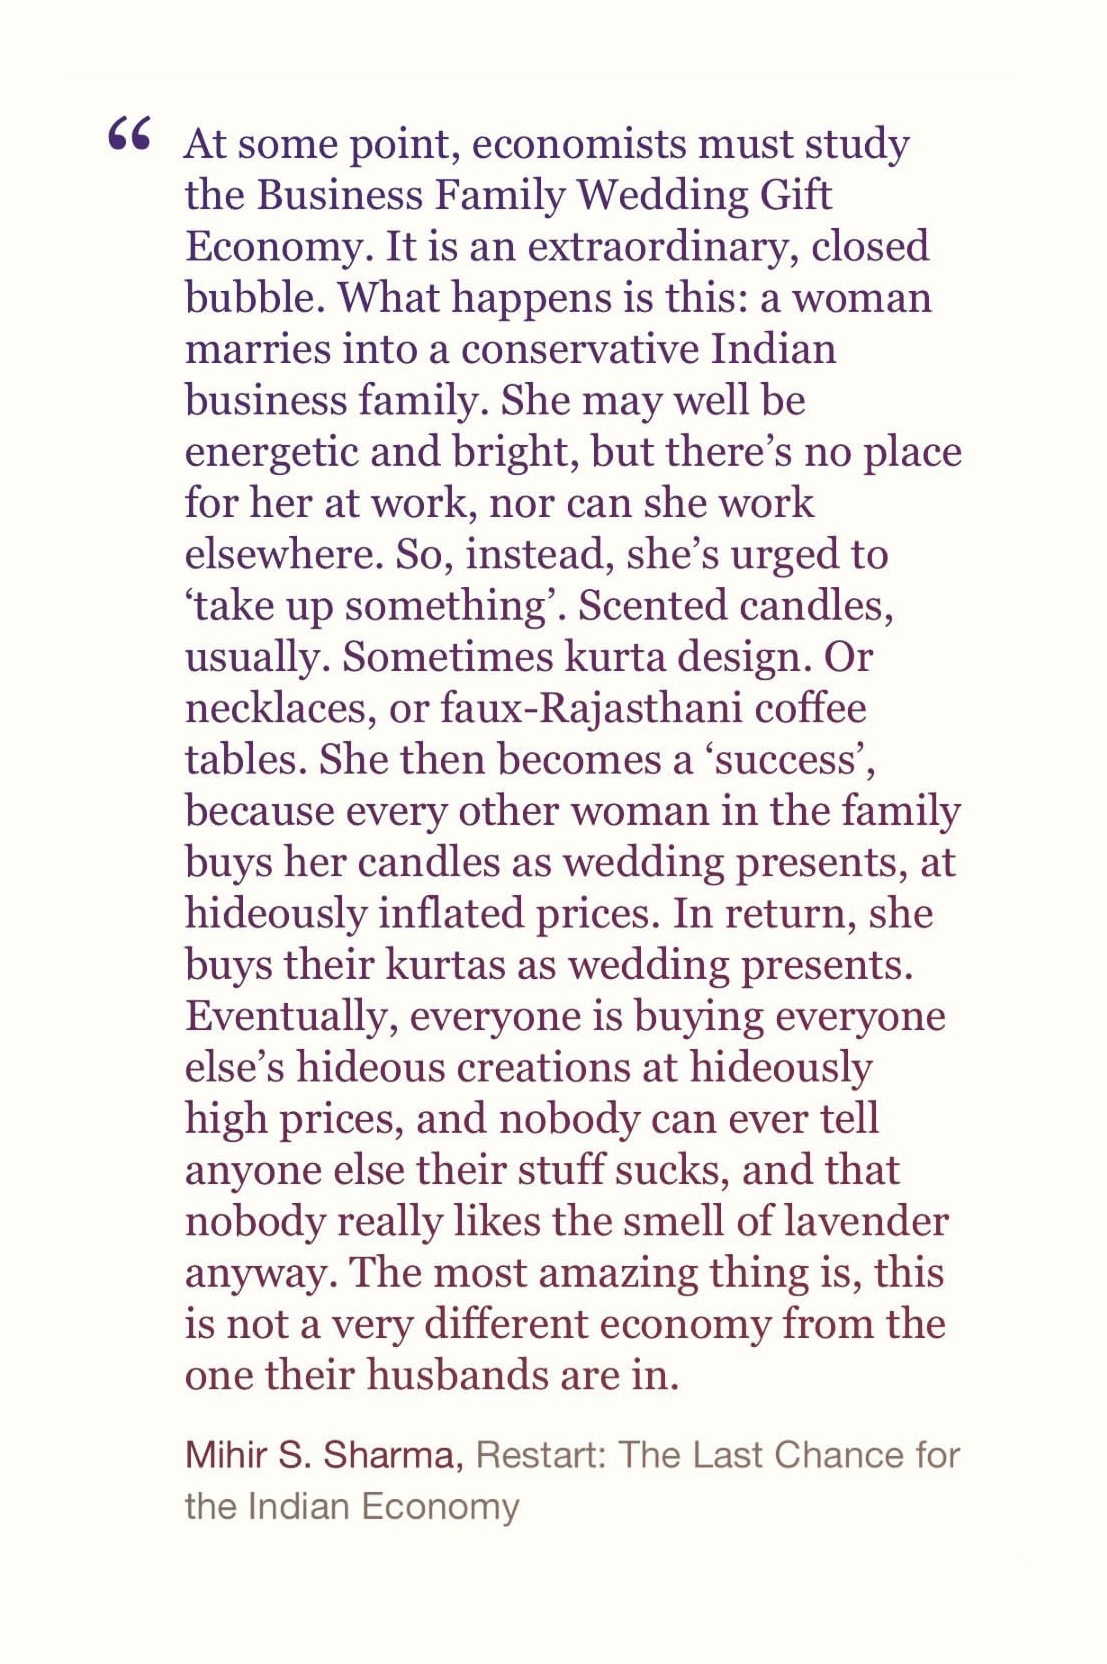 “ At some point, economists must study
the Business Family Wedding Gift
Economy. It is an extraordinary, closed
bubble. What happens is this: a woman
marries into a conservative Indian
business family. She may well be
energetic and bright, but there’s no place
for her at work, nor can she work
elsewhere. So, instead, she’s urged to
‘take up something’. Scented candles,
usually. Sometimes kurta design. Or
necklaces, or faux-Rajasthani coffee
tables. She then becomes a ‘success’,
because every other woman in the family
buys her candles as wedding presents, at
hideously inflated prices. In return, she
buys their kurtas as wedding presents.
Eventually, everyone is buying everyone
else’s hideous creations at hideously
high prices, and nobody can ever tell
anyone else their stuff sucks, and that
nobody really likes the smell of lavender
anyway. The most amazing thing is, this
is not a very different economy from the
one their husbands are in.
Mihir S. Sharma, Restart: The Last Chance for
the Indian Economy